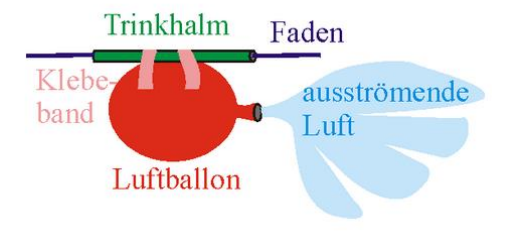 Trinkhalm
Faden
Klebe-
band
ausströmende
Luft
Luftballon